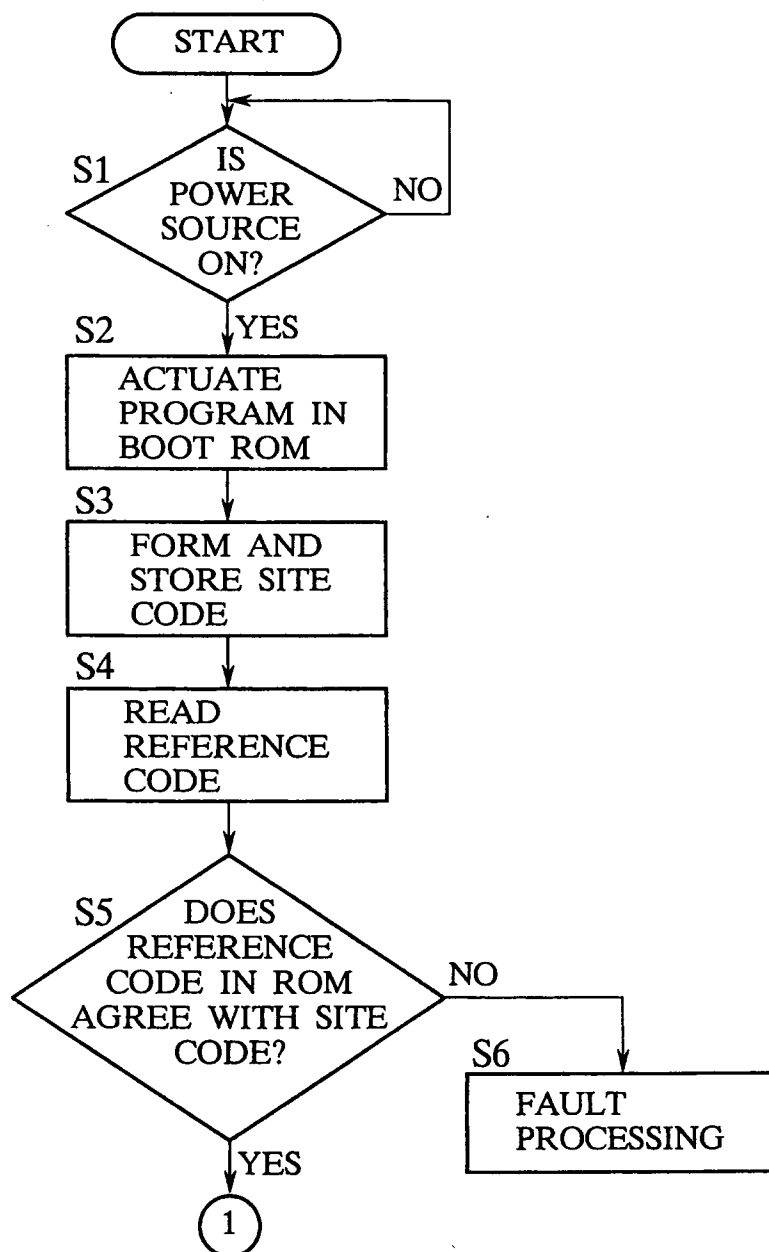 START
S1
IS
POWER
SOURCE
ON?
NO
YES
S2
ACTUATE
PROGRAM IN
BOOT ROM
S3
FORM AND
STORE SITE
CODE
S4
READ
REFERENCE
CODE
S5
DOES
REFERENCE
CODE IN ROM
AGREE WITH SITE
CODE?
NO
S6
FAULT
PROCESSING
YES
1